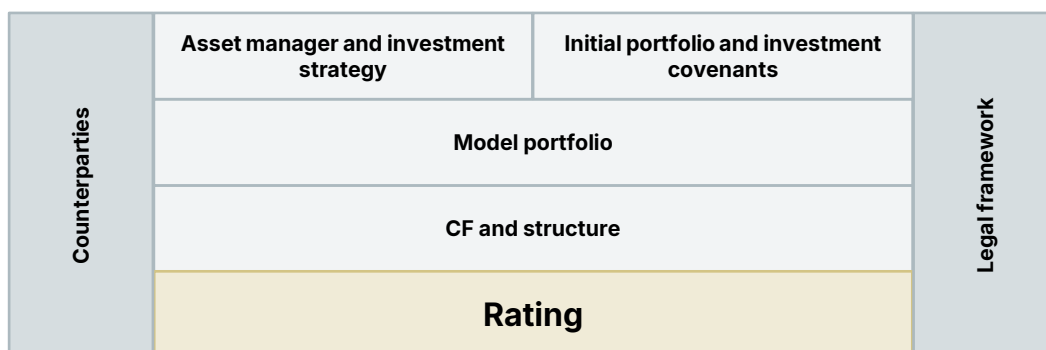 Counterparties
Asset manager and investment
strategy
Initial portfolio and investment
covenants
Model portfolio
CF and structure
Rating
Legal framework